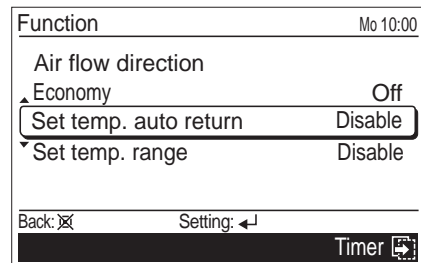 Function Mo 10:00
Air flow direction
Economy Off
Set temp. auto return Disable
Set temp. range Disable
Back: Setting:
Timer